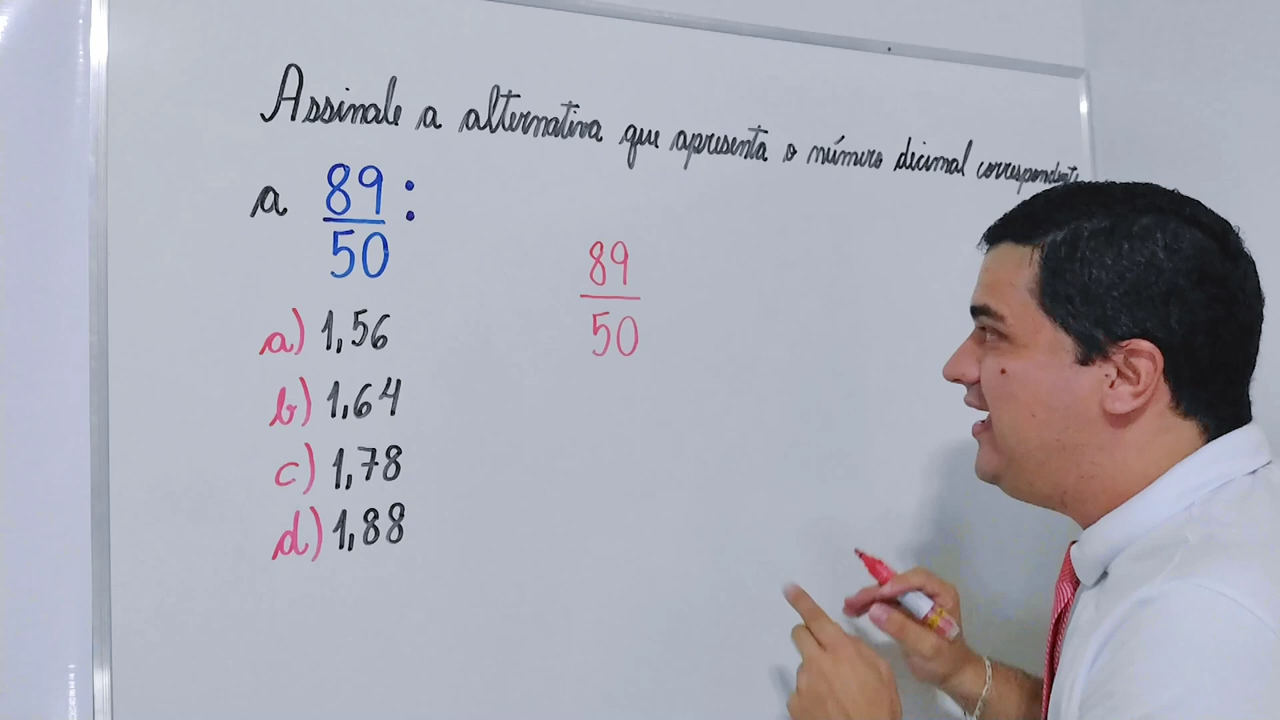 Assinale a alternativa que apresenta o número decimal correspondente
a 89/50 :
89/50
a) 1,56
b) 1,64
c) 1,78
d) 1,88